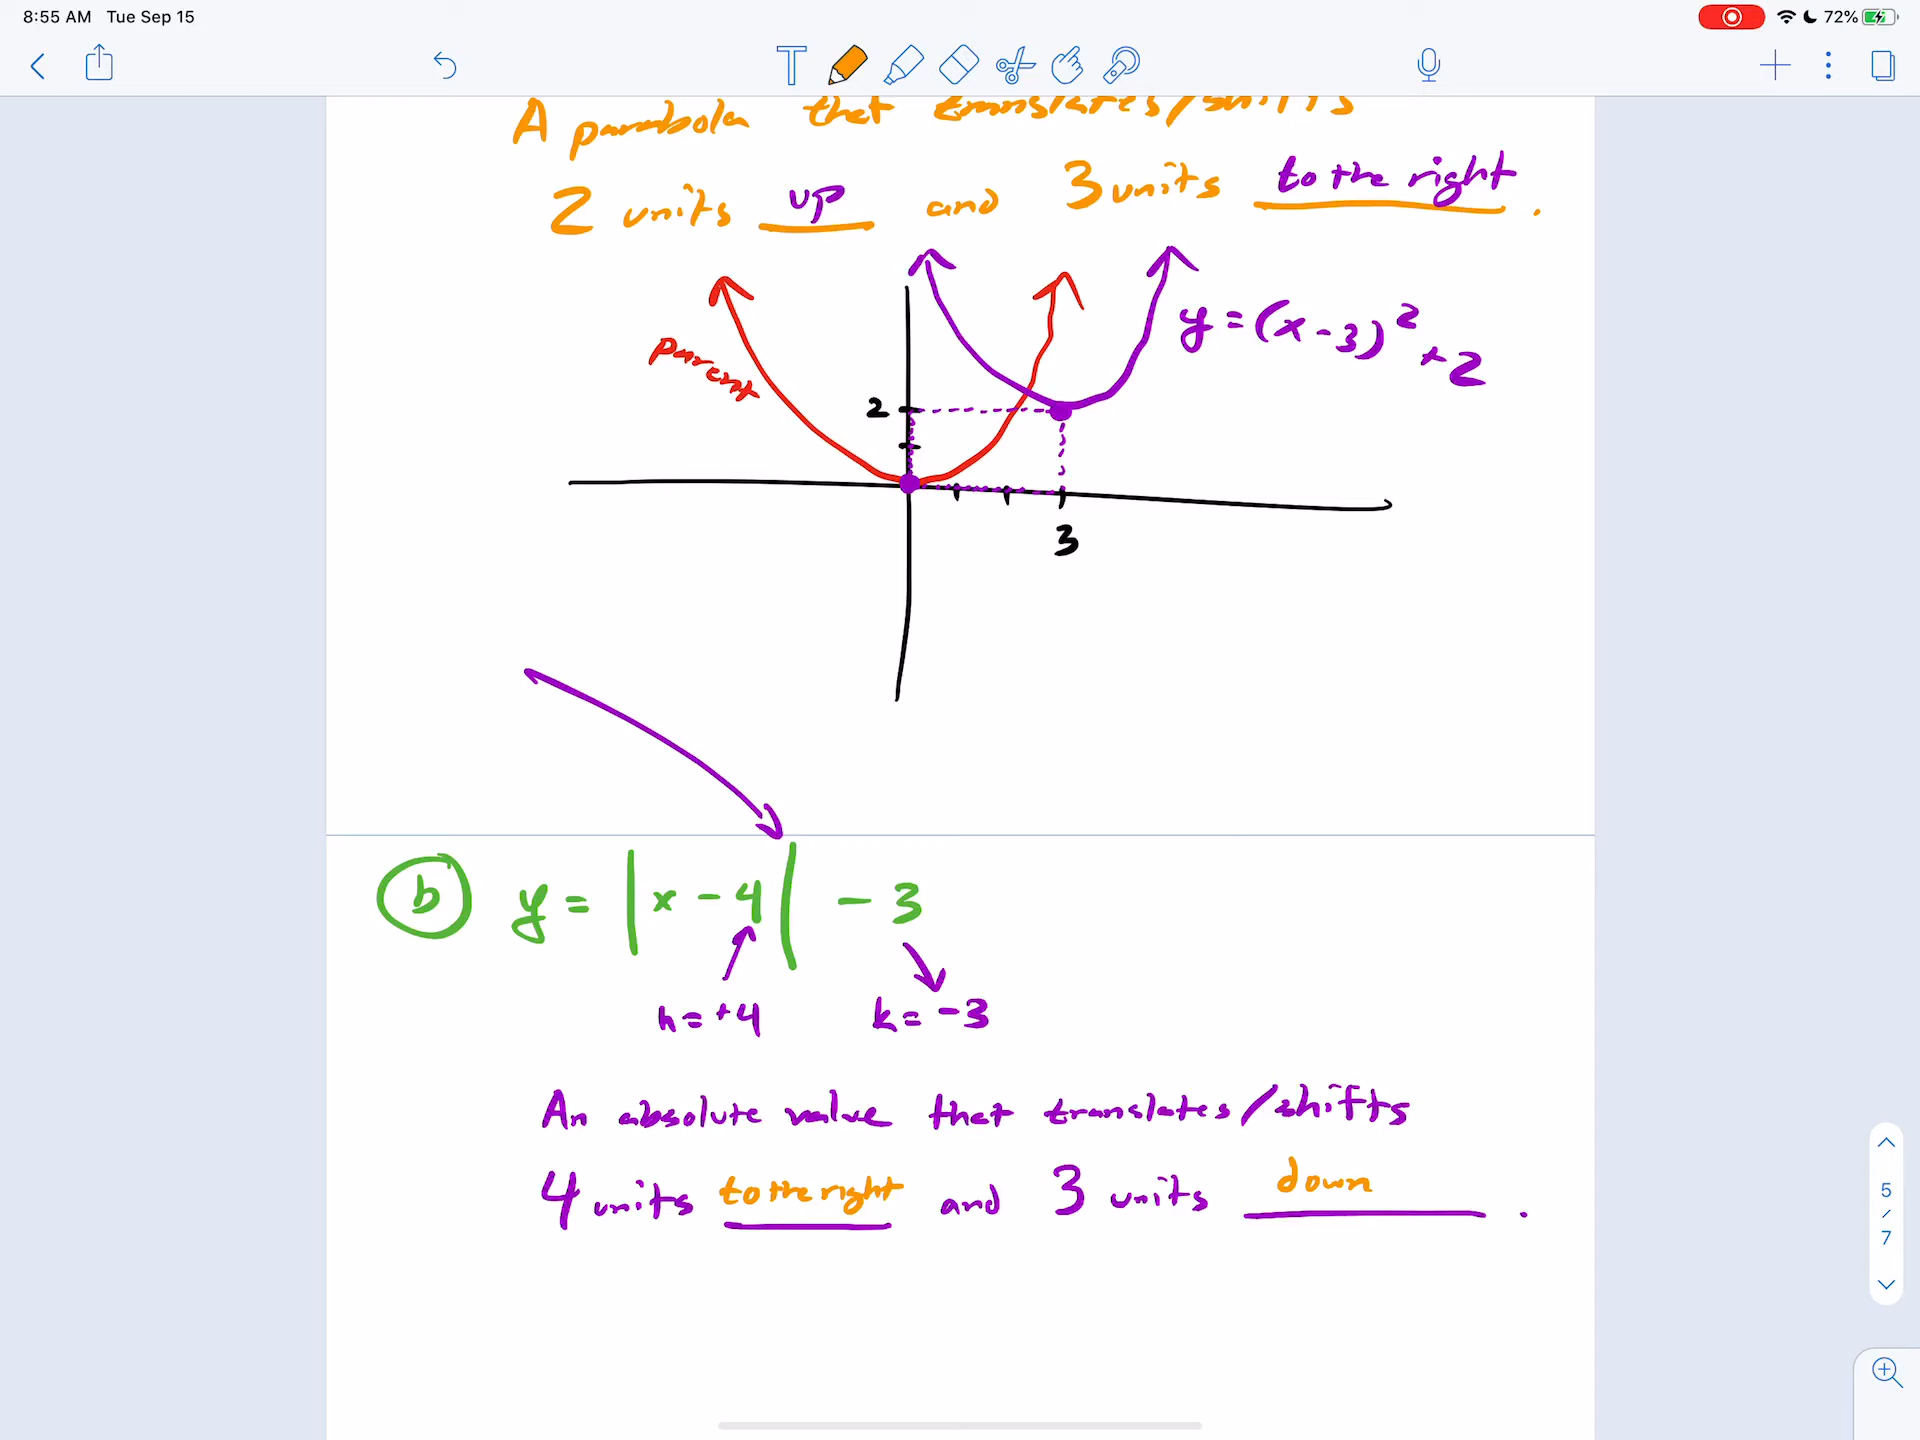 8:55 AM Tue Sep 15
72%
A parabola that translates/shifts
2 units up and 3 units to the right.
parent
y = (x - 3)² + 2
2
3
b y = |x - 4| - 3
h = +4 k = -3
An absolute value that translates/shifts
4 units to the right and 3 units down.
5
/
7